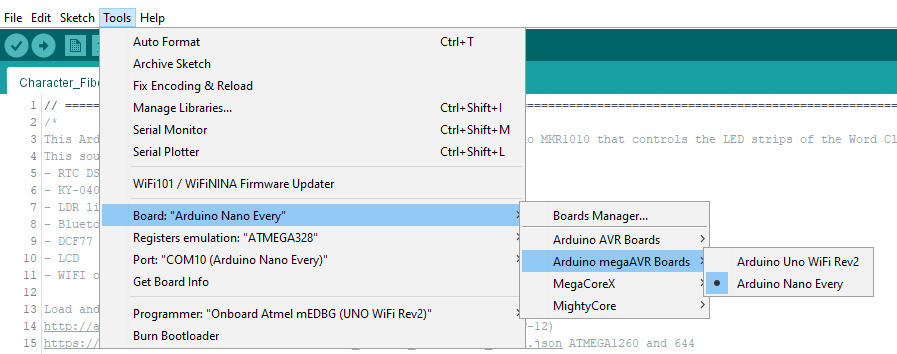 File Edit Sketch Tools Help
Auto Format Ctrl+T
Archive Sketch
Fix Encoding & Reload
Manage Libraries... Ctrl+Shift+I
Serial Monitor Ctrl+Shift+M
Serial Plotter Ctrl+Shift+L
WiFi101 / WiFiNINA Firmware Updater
Board: "Arduino Nano Every"
Registers emulation: "ATMEGA328"
Port: "COM10 (Arduino Nano Every)"
Get Board Info
Programmer: "Onboard Atmel mEDBG (UNO WiFi Rev2)"
Burn Bootloader
Boards Manager...
Arduino AVR Boards
Arduino megaAVR Boards
MegaCoreX
MightyCore
Arduino Uno WiFi Rev2
Arduino Nano Every
Character_Fib
1 // ====
2 /*
3 This Ard MKR1010 that controls the LED strips of the Word Cl
4 This sou
5 - RTC DS
6 - KY-040
7 - LDR li
8 - Blueto
9 - DCF77
10 - LCD
11 - WIFI o
12
13 Load and
14 http://a -12)
15 https:// .json ATMEGA1260 and 644